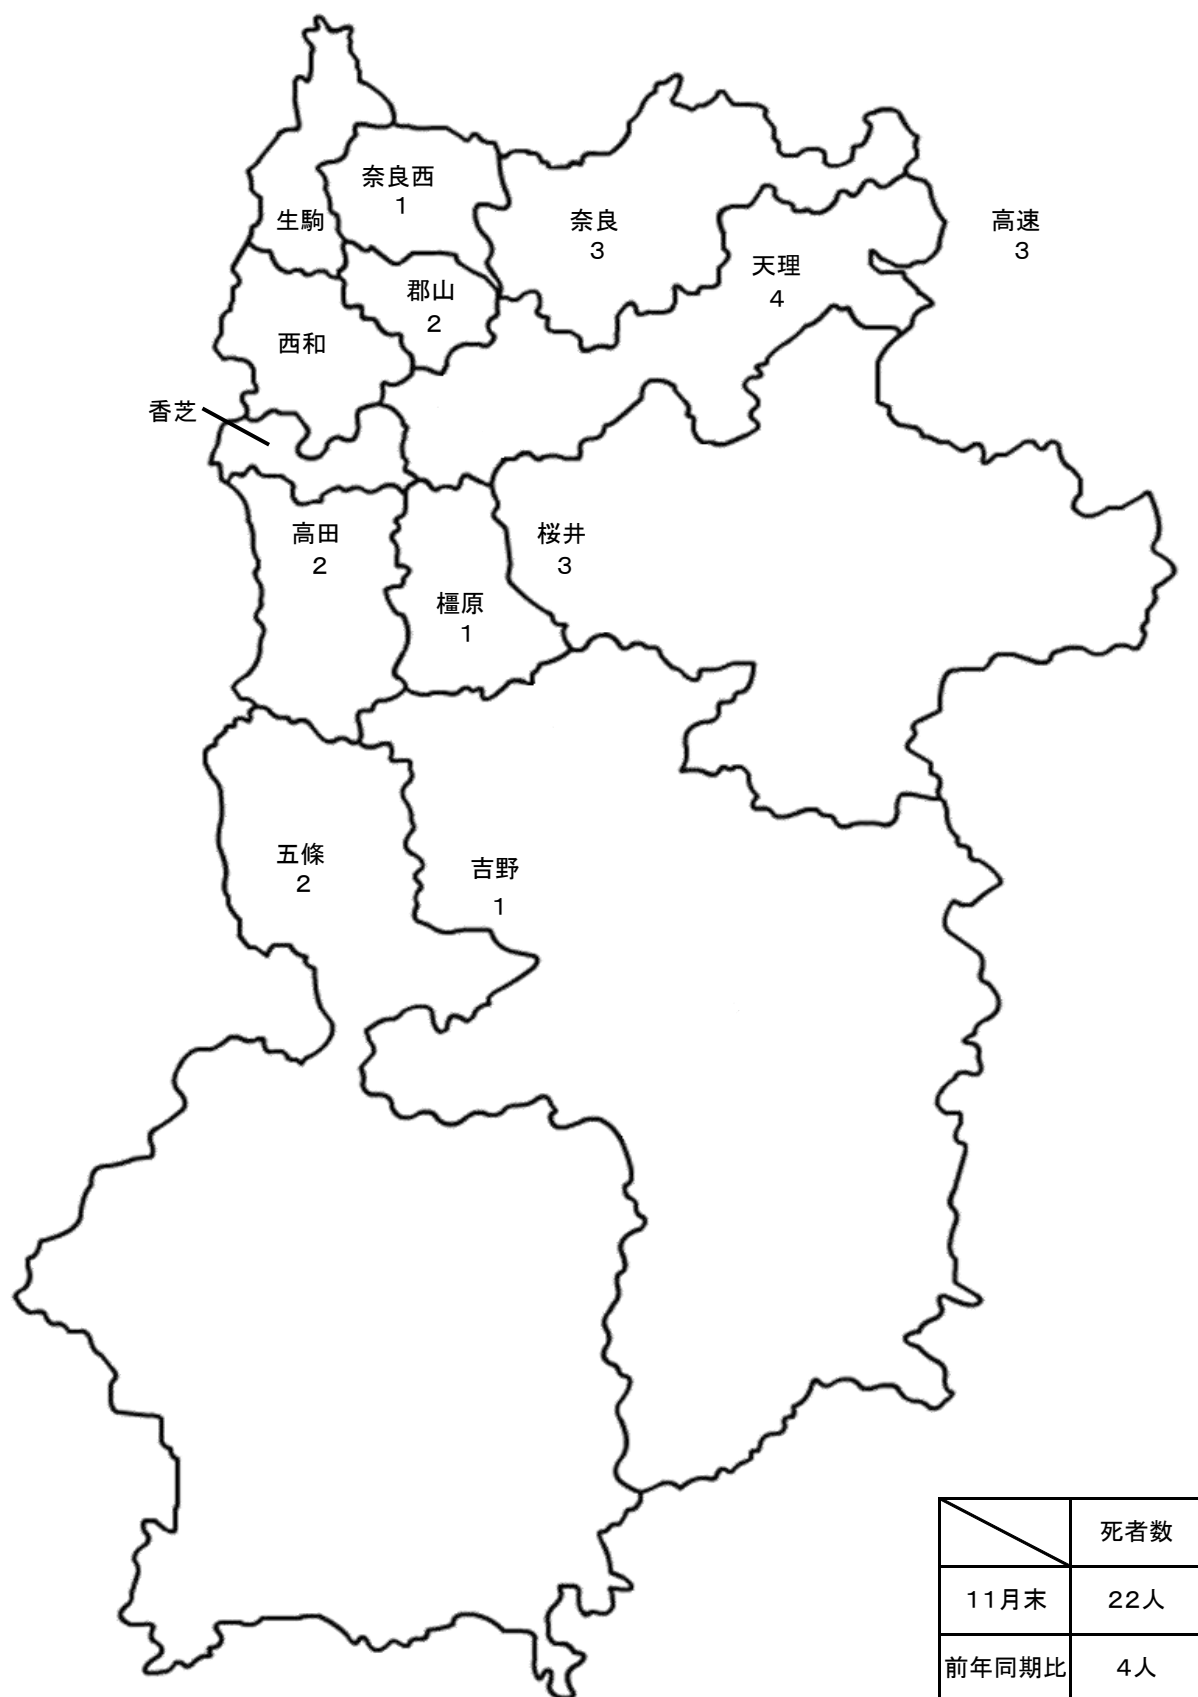 奈良西
1
生駒
奈良
3
高速
3
天理
4
郡山
2
西和
香芝
高田
2
桜井
3
橿原
1
五條
2
吉野
1
死者数
11月末
22人
前年同期比
4人